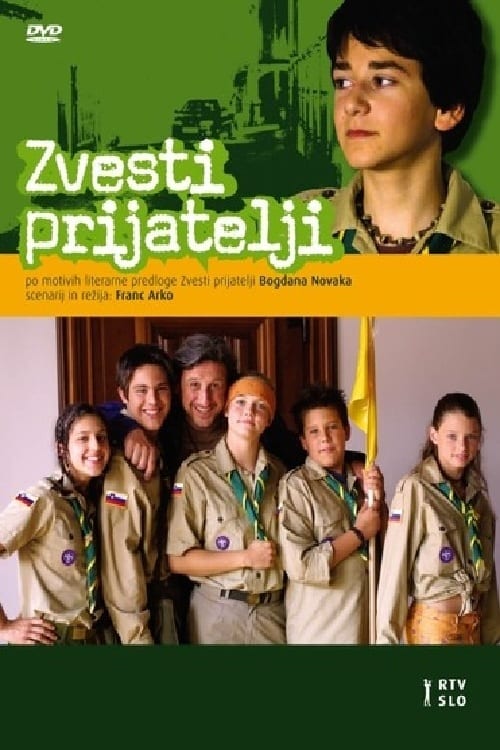 DVD
Zvesti
prijatelji
po motivih literarne predloge Zvesti prijatelji Bogdana Novaka
scenarij in režija: Franc Arko
RTV
SLO